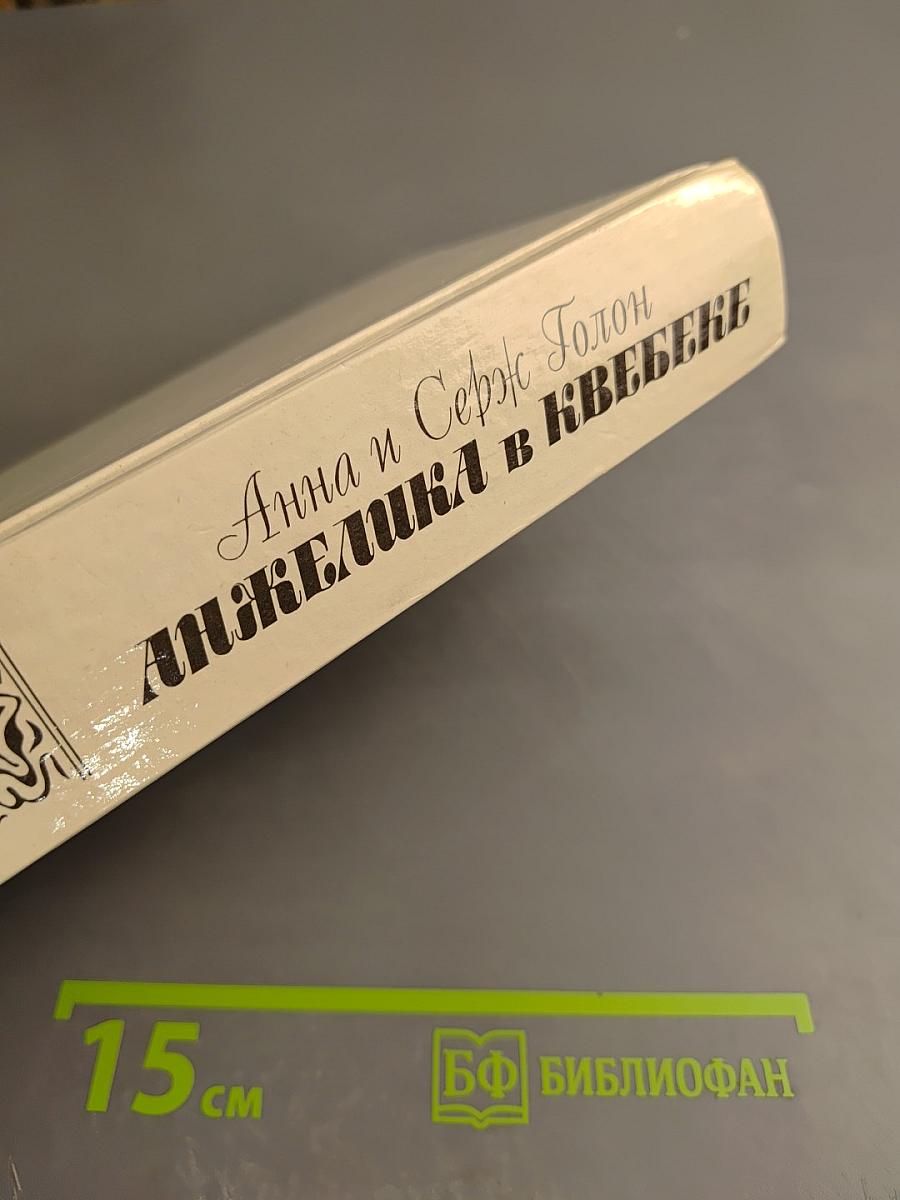 Анна и Серж Голон
АНЖЕЛИКА в КВЕБЕКЕ
15 см
БФ БИБЛИОФАН